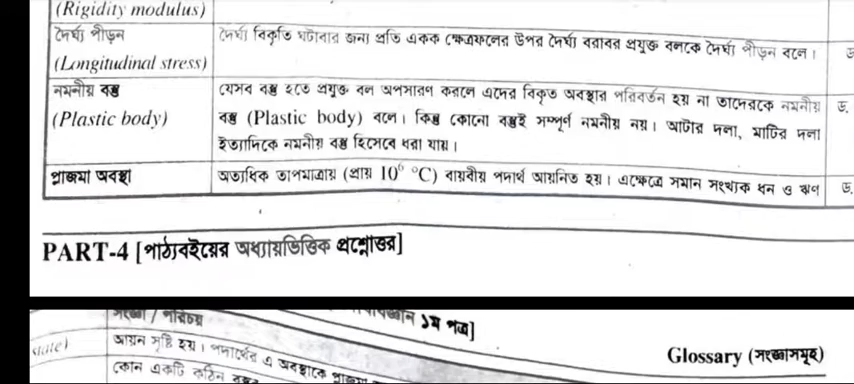 (Rigidity modulus)
দৈর্ঘ্য পীড়ন
(Longitudinal stress)
দৈর্ঘ্য বিকৃতি ঘটাবার জন্য প্রতি একক ক্ষেত্রফলের উপর দৈর্ঘ্য বরাবর প্রযুক্ত বলকে দৈর্ঘ্য পীড়ন বলে।
নমনীয় বস্তু
(Plastic body)
যেসব বস্তু হতে প্রযুক্ত বল অপসারণ করলে এদের বিকৃত অবস্থার পরিবর্তন হয় না তাদেরকে নমনীয়
বস্তু (Plastic body) বলে। কিন্তু কোনো বস্তুই সম্পূর্ণ নমনীয় নয়। আটার দলা, মাটির দলা
ইত্যাদিকে নমনীয় বস্তু হিসেবে ধরা যায়।
প্লাজমা অবস্থা
অত্যধিক তাপমাত্রায় (প্রায় 10⁶ °C) বায়বীয় পদার্থ আয়নিত হয়। এক্ষেত্রে সমান সংখ্যক ধন ও ঋণ
PART-4 [পাঠ্যবইয়ের অধ্যায়ভিত্তিক প্রশ্নোত্তর]
১ম পত্র]
Glossary (সংজ্ঞাসমূহ)
সংজ্ঞা / পরিচয়
state)
আয়ন সৃষ্টি হয়। পদার্থের এ অবস্থাকে
কোন একটি কঠিন